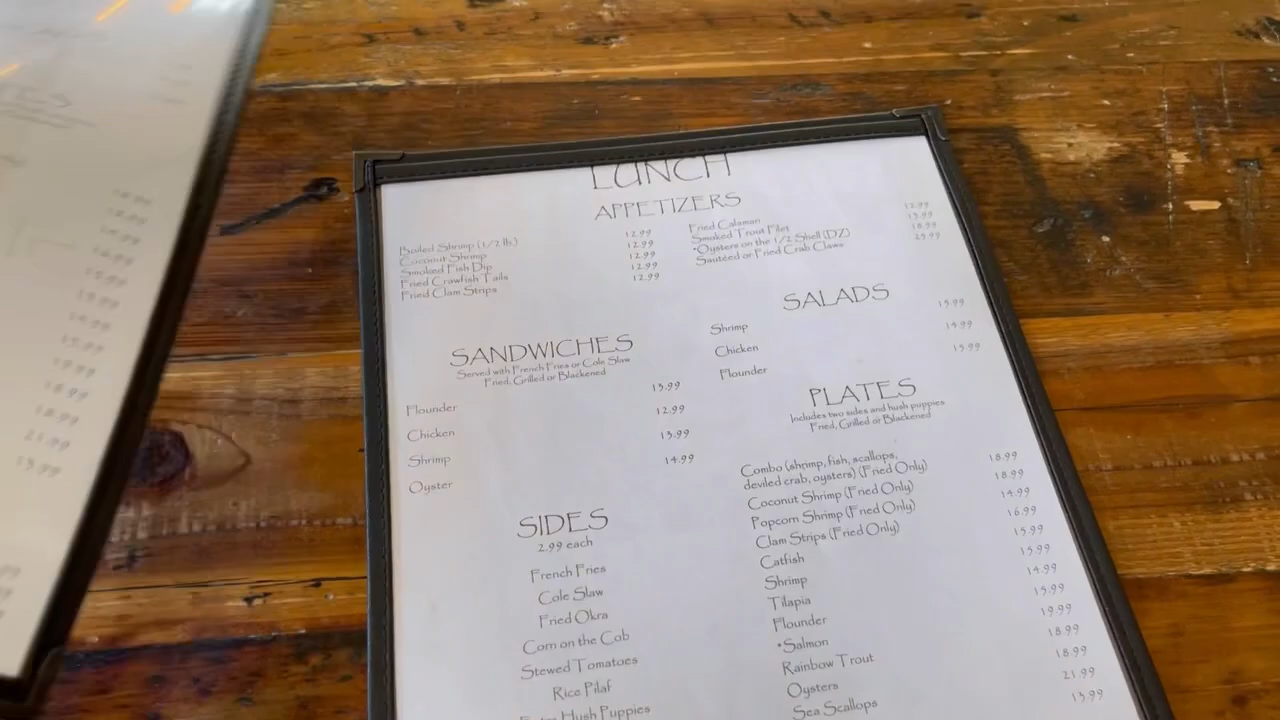 LUNCH
APPETIZERS
Boiled Shrimp (1/2 lb.) 12.99
Coconut Shrimp 12.99
Smoked Fish Dip 12.99
Fried Crawfish Tails 12.99
Fried Clam Strips 12.99
Fried Calamari 12.99
Smoked Trout Filet 13.99
•Oysters on the 1/2 Shell (DZ) 18.99
Sautéed or Fried Crab Claws
SANDWICHES
Served with French Fries or Cole Slaw
Fried, Grilled or Blackened
Flounder 13.99
Chicken 12.99
Shrimp 13.99
Oyster 14.99
SIDES
2.99 each
French Fries
Cole Slaw
Fried Okra
Corn on the Cob
Stewed Tomatoes
Rice Pilaf
Hush Puppies
SALADS
Shrimp 15.99
Chicken 14.99
Flounder 15.99
PLATES
Includes two sides and hush puppies
Fried, Grilled or Blackened
Combo (shrimp, fish, scallops,
deviled crab, oysters) (Fried Only) 18.99
Coconut Shrimp (Fried Only) 18.99
Popcorn Shrimp (Fried Only) 14.99
Clam Strips (Fried Only) 16.99
Catfish 15.99
Shrimp 15.99
Tilapia 14.99
Flounder 15.99
•Salmon 19.99
Rainbow Trout 18.99
Oysters 18.99
Sea Scallops 21.99
13.99